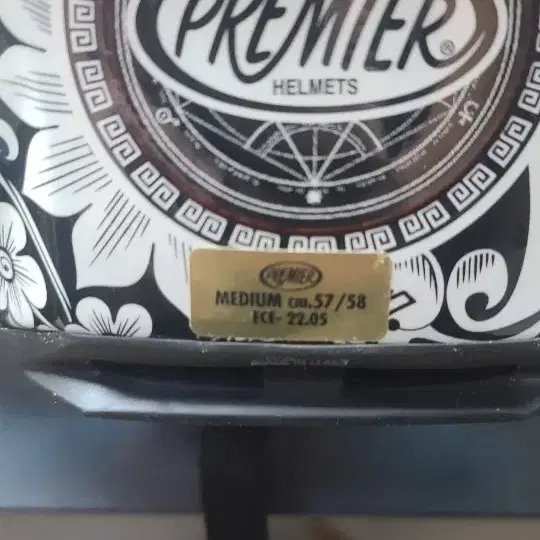 PREMIER®
HELMETS
PREMIER
MEDIUM CM.57/58
ECE- 22.05